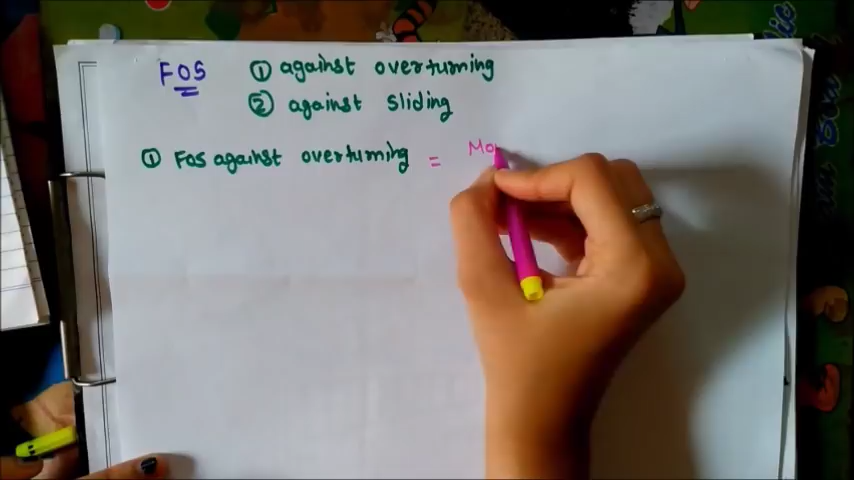 FOS ① against overturning
② against sliding
① Fos against overturning = Mo